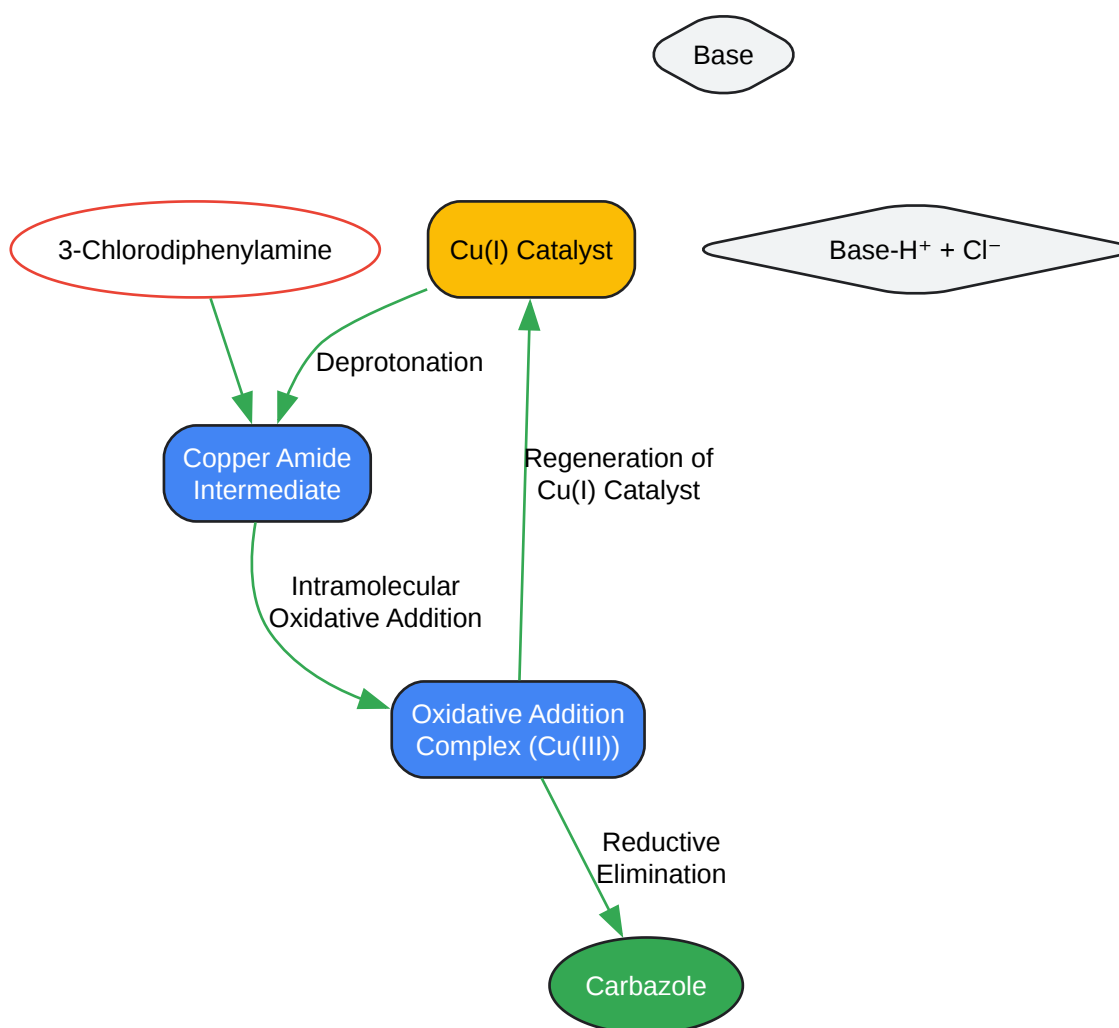 Base
3-Chlorodiphenylamine
Cu(I) Catalyst
Base-H⁺ + Cl⁻
Deprotonation
Copper Amide
Intermediate
Regeneration of
Cu(I) Catalyst
Intramolecular
Oxidative Addition
Oxidative Addition
Complex (Cu(III))
Reductive
Elimination
Carbazole